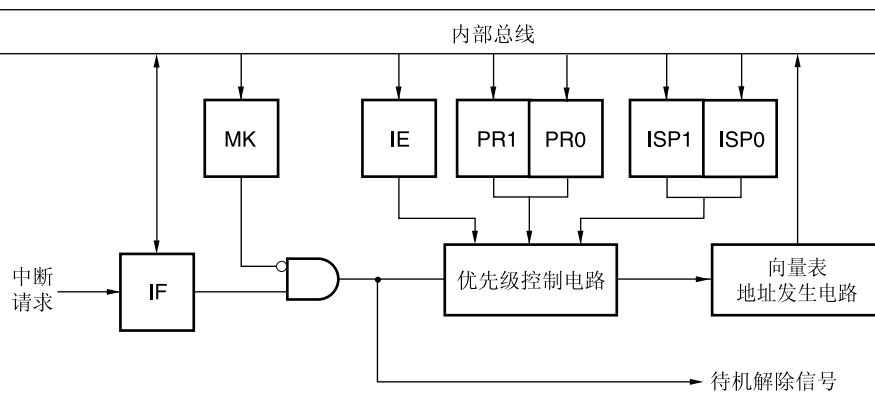 内部总线
MK
IE
PR1
PR0
ISP1
ISP0
中断
请求
IF
优先级控制电路
向量表
地址发生电路
待机解除信号